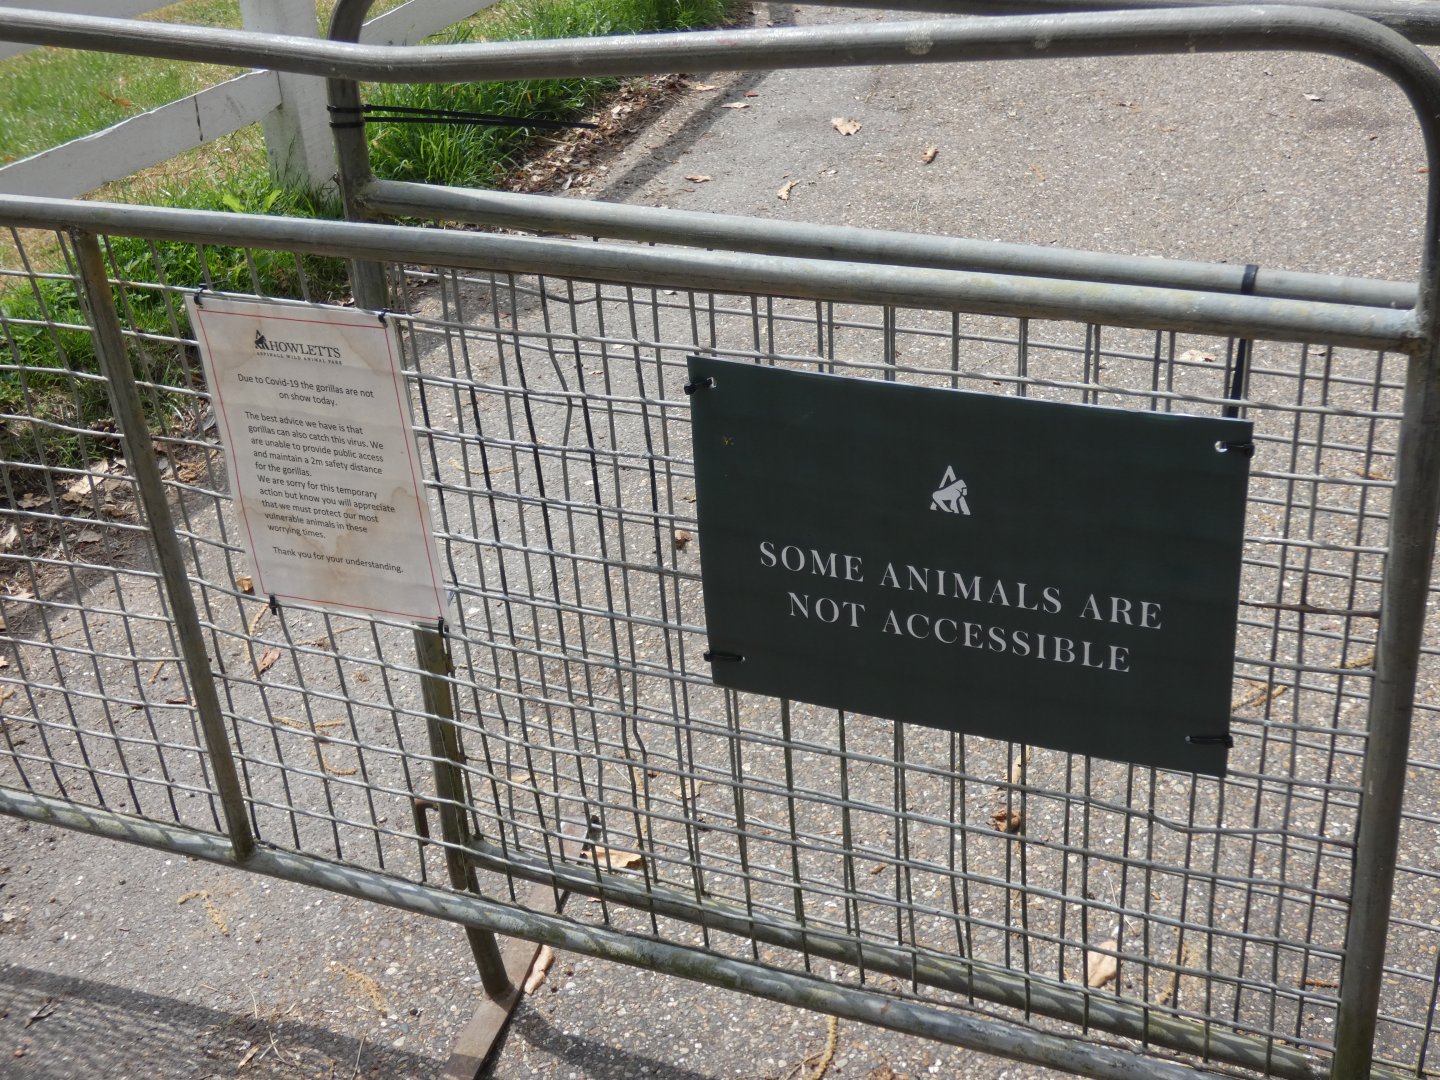 HOWLETTS
ASPINALL WILD ANIMAL PARK
Due to Covid-19 the gorillas are not
on show today.
The best advice we have is that
gorillas can also catch this virus. We
are unable to provide public access
and maintain a 2m safety distance
for the gorillas.
We are sorry for this temporary
action but know you will appreciate
that we must protect our most
vulnerable animals in these
worrying times.
Thank you for your understanding.
SOME ANIMALS ARE
NOT ACCESSIBLE